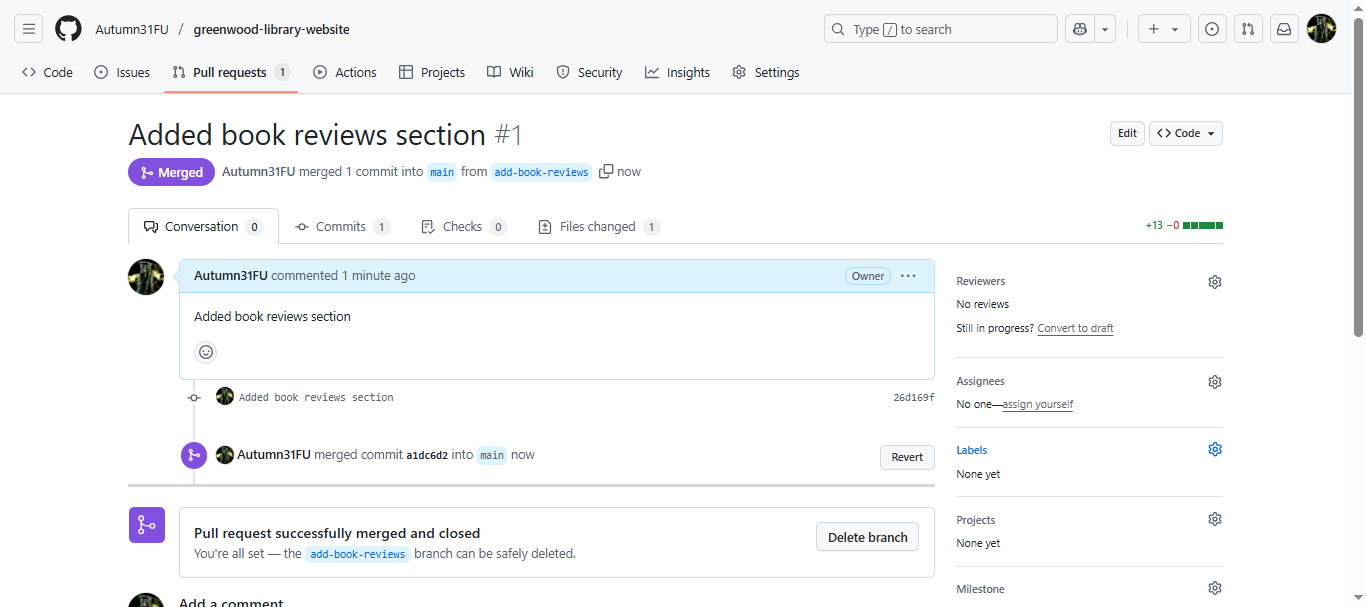 Autumn31FU / greenwood-library-website
Type / to search
Code
Issues
Pull requests 1
Actions
Projects
Wiki
Security
Insights
Settings
Added book reviews section #1
Edit
Code
Merged
Autumn31FU merged 1 commit into main from add-book-reviews now
Conversation 0
Commits 1
Checks 0
Files changed 1
+13 −0
Autumn31FU commented 1 minute ago
Owner
Added book reviews section
Added book reviews section
26d169f
Autumn31FU merged commit a1dc6d2 into main now
Revert
Pull request successfully merged and closed
You're all set — the add-book-reviews branch can be safely deleted.
Delete branch
Add a comment
Reviewers
No reviews
Still in progress? Convert to draft
Assignees
No one—assign yourself
Labels
None yet
Projects
None yet
Milestone